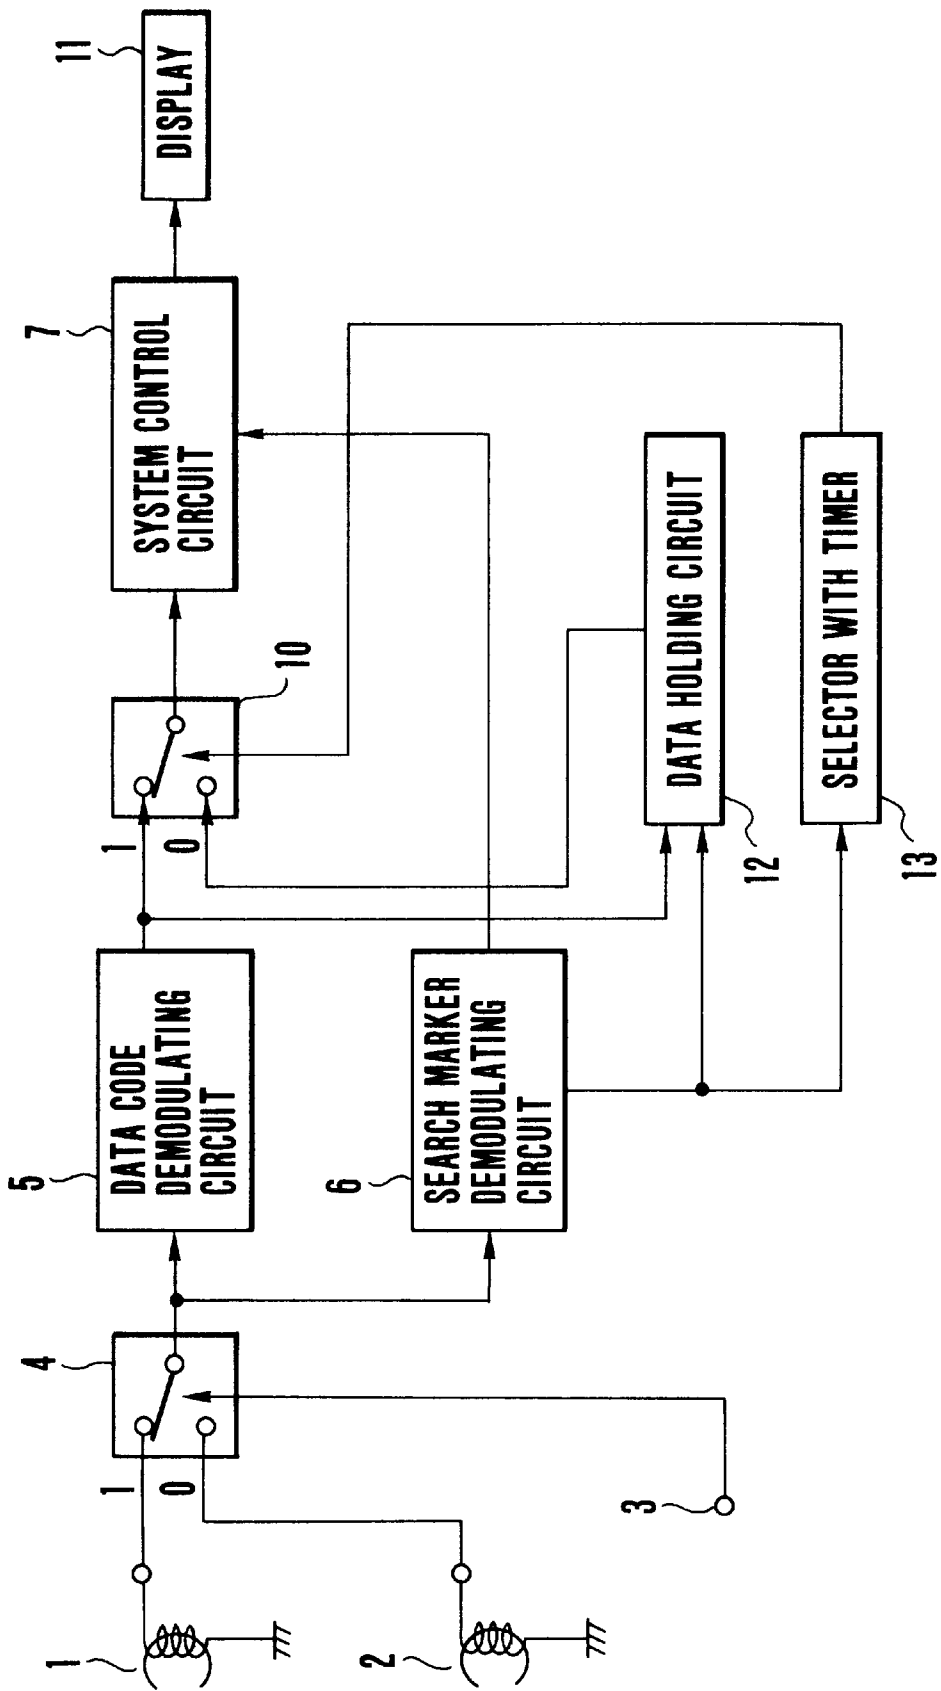 1
2
3
4
1
0
5
DATA CODE
DEMODULATING
CIRCUIT
6
SEARCH MARKER
DEMODULATING
CIRCUIT
1
0
10
7
SYSTEM CONTROL
CIRCUIT
11
DISPLAY
12
DATA HOLDING CIRCUIT
13
SELECTOR WITH TIMER